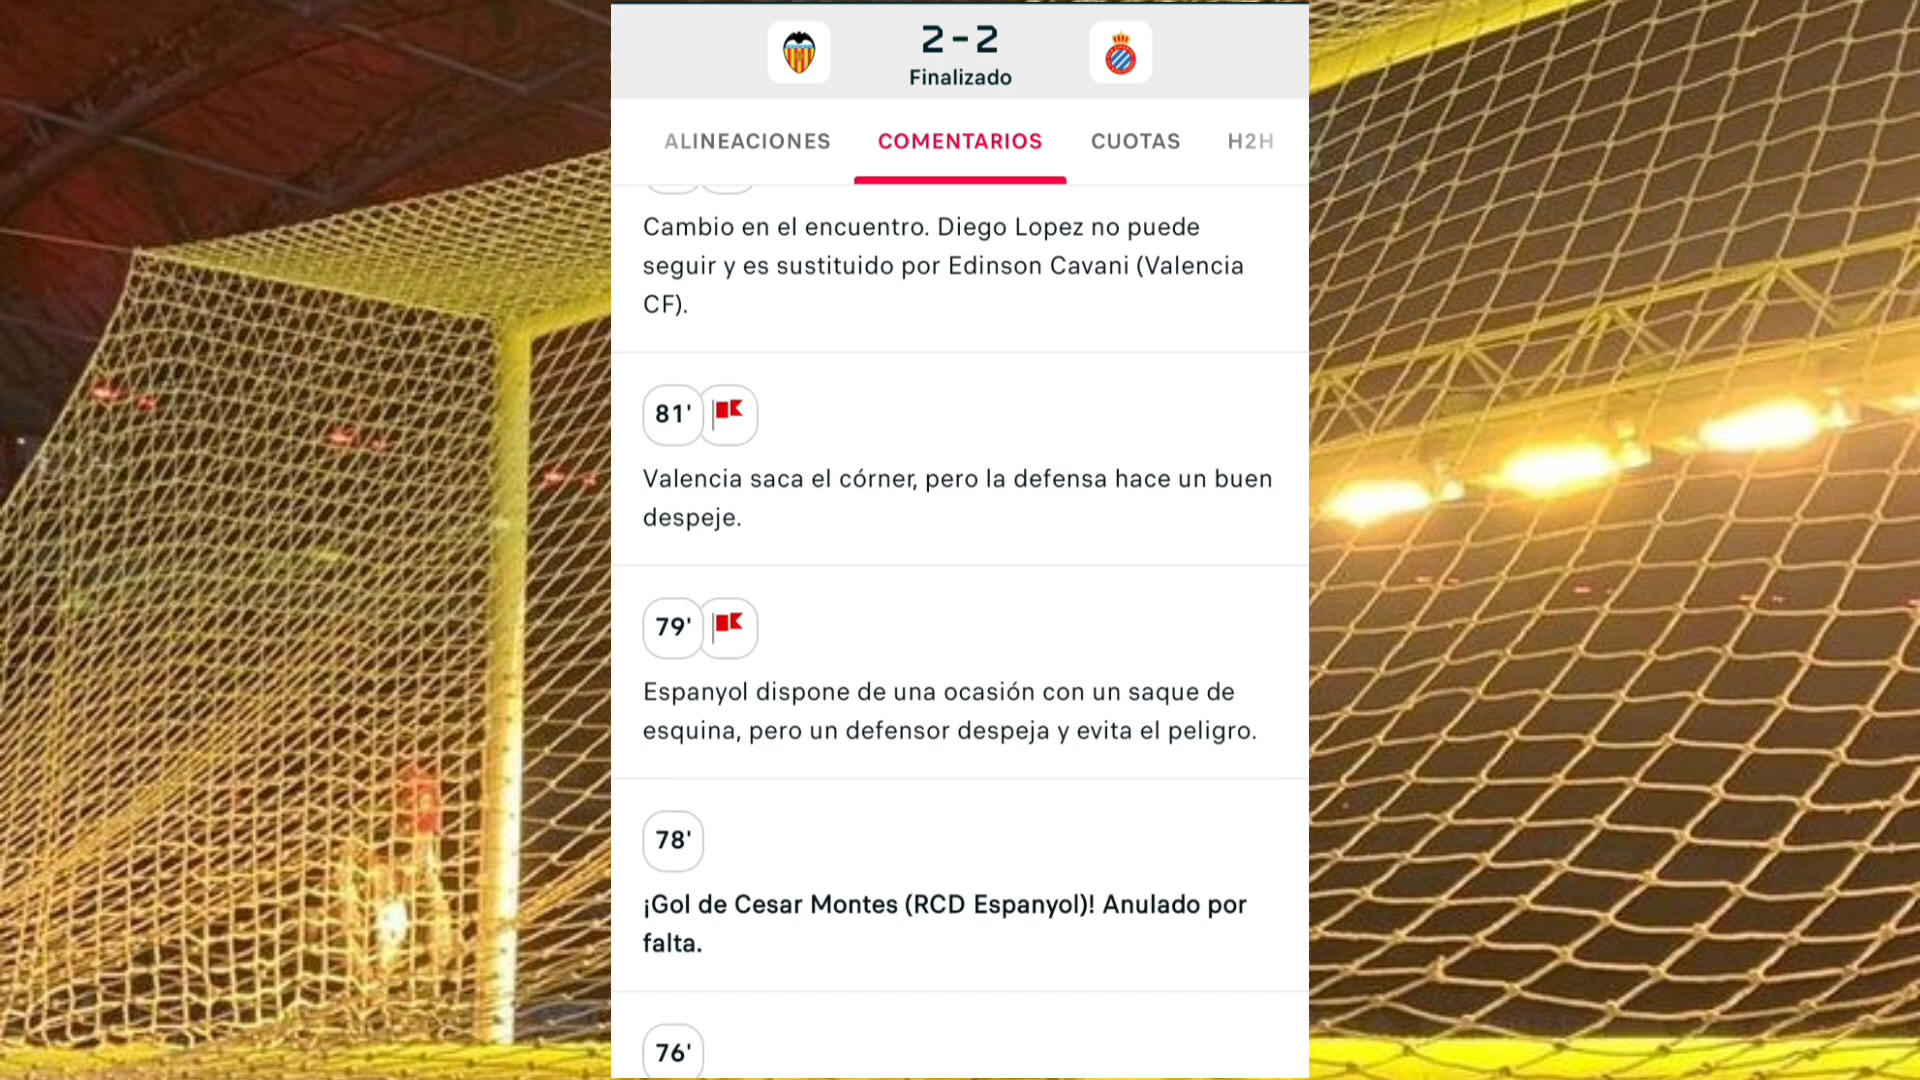 2-2
Finalizado
ALINEACIONES
COMENTARIOS
CUOTAS
H2H
Cambio en el encuentro. Diego Lopez no puede
seguir y es sustituido por Edinson Cavani (Valencia
CF).
81'
Valencia saca el córner, pero la defensa hace un buen
despeje.
79'
Espanyol dispone de una ocasión con un saque de
esquina, pero un defensor despeja y evita el peligro.
78'
¡Gol de Cesar Montes (RCD Espanyol)! Anulado por
falta.
76'